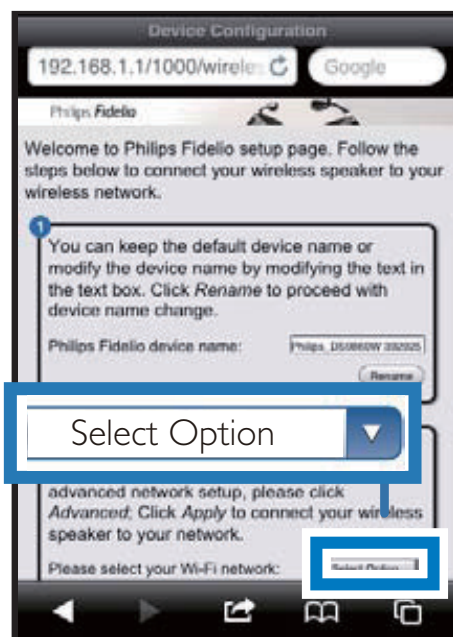 Device Configuration
192.168.1.1/1000/wirele
Google
Philips Fidelio
Welcome to Philips Fidelio setup page. Follow the
steps below to connect your wireless speaker to your
wireless network.
1
You can keep the default device name or
modify the device name by modifying the text in
the text box. Click Rename to proceed with
device name change.
Philips Fidelio device name:
Rename
Select Option
advanced network setup, please click
Advanced; Click Apply to connect your wireless
speaker to your network.
Please select your Wi-Fi network:
Select Option